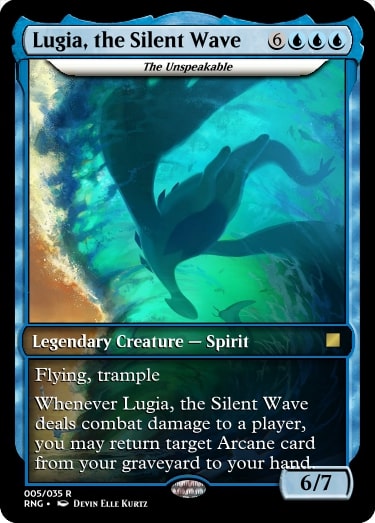 Lugia, the Silent Wave 6
The Unspeakable
Legendary Creature — Spirit
Flying, trample
Whenever Lugia, the Silent Wave
deals combat damage to a player,
you may return target Arcane card
from your graveyard to your hand.
6/7
005/035 R
RNG • Devin Elle Kurtz